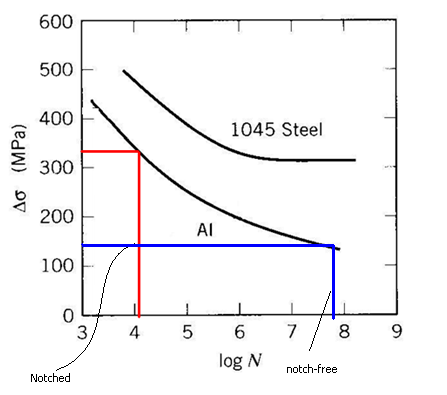 600
500
400
300
200
100
0
Δσ (MPa)
1045 Steel
Al
3 4 5 6 7 8 9
log N
Notched
notch-free